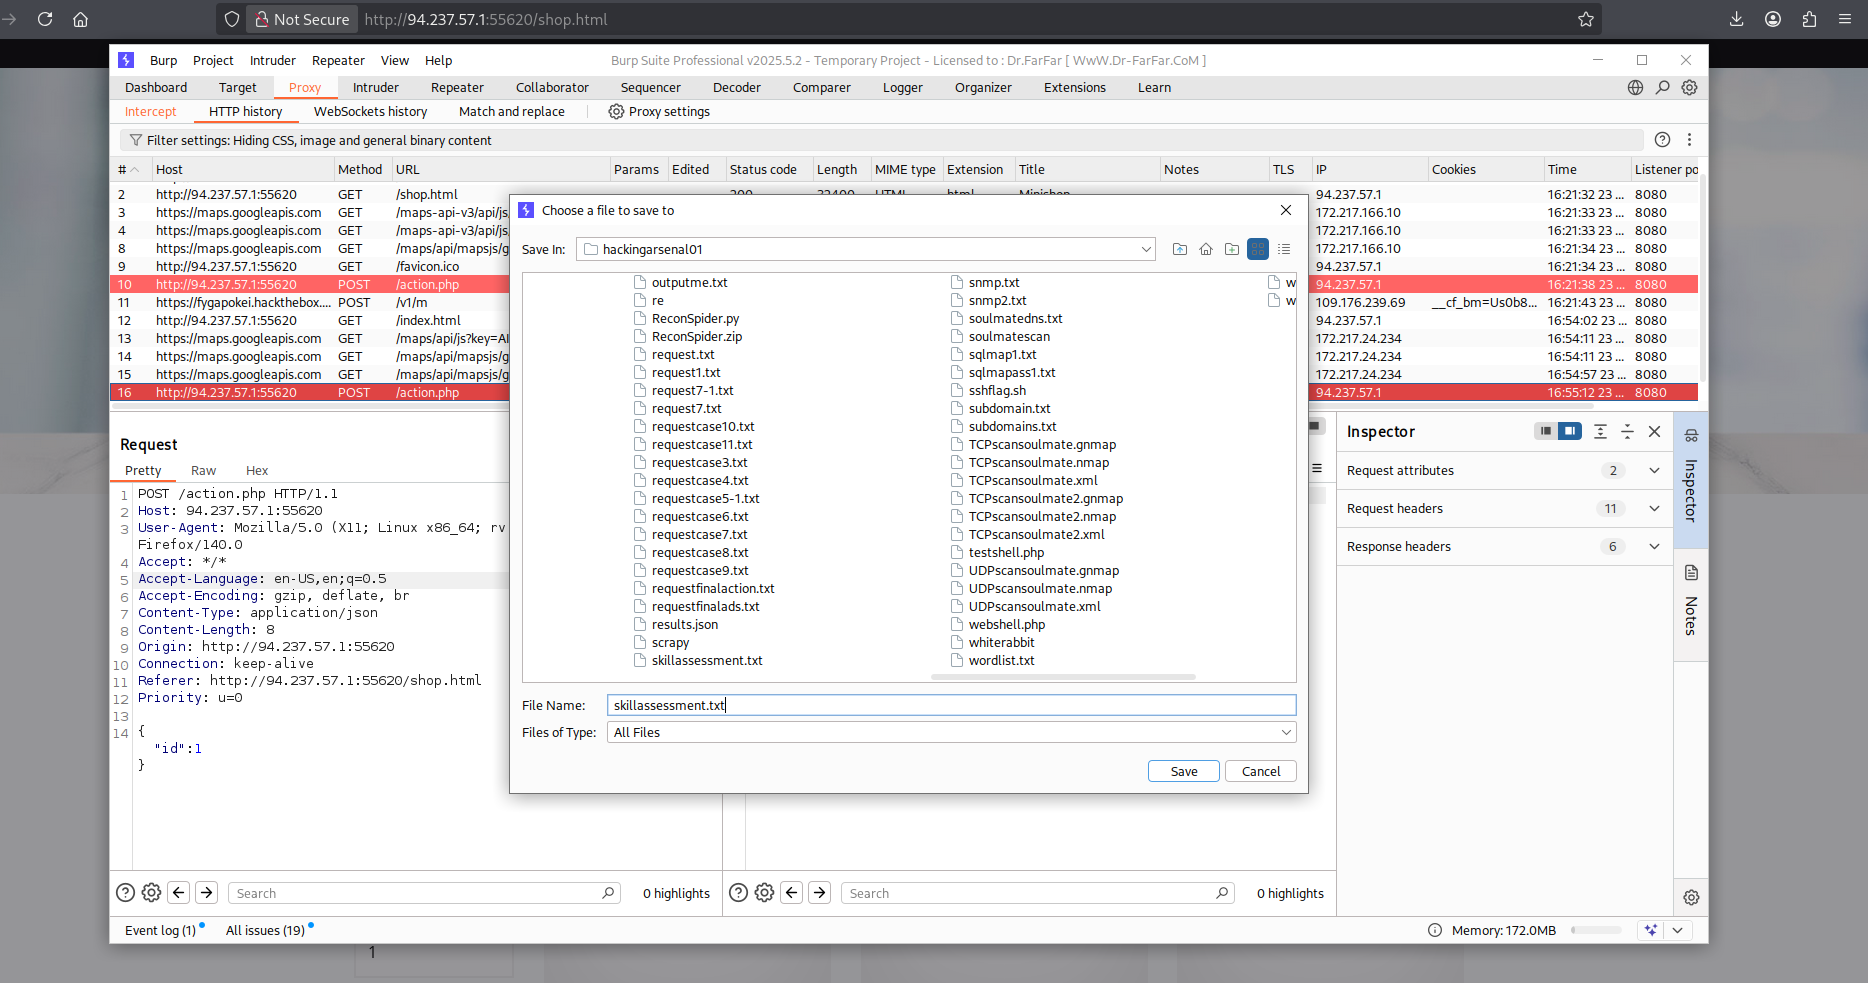 Not Secure http://94.237.57.1:55620/shop.html
Burp Project Intruder Repeater View Help Burp Suite Professional v2025.5.2 - Temporary Project - Licensed to : Dr.FarFar [ WwW.Dr-FarFar.CoM ]
Dashboard Target Proxy Intruder Repeater Collaborator Sequencer Decoder Comparer Logger Organizer Extensions Learn
Intercept HTTP history WebSockets history Match and replace Proxy settings
Filter settings: Hiding CSS, image and general binary content
# Host Method URL Params Edited Status code Length MIME type Extension Title Notes TLS IP Cookies Time Listener po
2 http://94.237.57.1:55620 GET /shop.html 94.237.57.1 16:21:32 23 ... 8080
3 https://maps.googleapis.com GET /maps-api-v3/api/js 172.217.166.10 16:21:33 23 ... 8080
4 https://maps.googleapis.com GET /maps-api-v3/api/js 172.217.166.10 16:21:33 23 ... 8080
8 https://maps.googleapis.com GET /maps/api/mapsjs/g 172.217.166.10 16:21:34 23 ... 8080
9 http://94.237.57.1:55620 GET /favicon.ico 94.237.57.1 16:21:34 23 ... 8080
10 http://94.237.57.1:55620 POST /action.php 94.237.57.1 16:21:38 23 ... 8080
11 https://fygapokei.hackthebox.... POST /v1/m 109.176.239.69 __cf_bm=Us0b8... 16:21:43 23 ... 8080
12 http://94.237.57.1:55620 GET /index.html 94.237.57.1 16:54:02 23 ... 8080
13 https://maps.googleapis.com GET /maps/api/js?key=AI 172.217.24.234 16:54:11 23 ... 8080
14 https://maps.googleapis.com GET /maps/api/mapsjs/g 172.217.24.234 16:54:11 23 ... 8080
15 https://maps.googleapis.com GET /maps/api/mapsjs/g 172.217.24.234 16:54:57 23 ... 8080
16 http://94.237.57.1:55620 POST /action.php 94.237.57.1 16:55:12 23 ... 8080
Choose a file to save to
Save In: hackingarsenal01
outputme.txt
re
ReconSpider.py
ReconSpider.zip
request.txt
request1.txt
request7-1.txt
request7.txt
requestcase10.txt
requestcase11.txt
requestcase3.txt
requestcase4.txt
requestcase5-1.txt
requestcase6.txt
requestcase7.txt
requestcase8.txt
requestcase9.txt
requestfinalaction.txt
requestfinalads.txt
results.json
scrapy
skillassessment.txt
snmp.txt
snmp2.txt
soulmatedns.txt
soulmatescan
sqlmap1.txt
sqlmapass1.txt
sshflag.sh
subdomain.txt
subdomains.txt
TCPscansoulmate.gnmap
TCPscansoulmate.nmap
TCPscansoulmate.xml
TCPscansoulmate2.gnmap
TCPscansoulmate2.nmap
TCPscansoulmate2.xml
testshell.php
UDPscansoulmate.gnmap
UDPscansoulmate.nmap
UDPscansoulmate.xml
webshell.php
whiterabbit
wordlist.txt
w
w
File Name: skillassessment.txt
Files of Type: All Files
Save Cancel
Request
Pretty Raw Hex
1 POST /action.php HTTP/1.1
2 Host: 94.237.57.1:55620
3 User-Agent: Mozilla/5.0 (X11; Linux x86_64; rv
Firefox/140.0
4 Accept: */*
5 Accept-Language: en-US,en;q=0.5
6 Accept-Encoding: gzip, deflate, br
7 Content-Type: application/json
8 Content-Length: 8
9 Origin: http://94.237.57.1:55620
10 Connection: keep-alive
11 Referer: http://94.237.57.1:55620/shop.html
12 Priority: u=0
13
14 {
"id":1
}
Inspector
Request attributes 2
Request headers 11
Response headers 6
Inspector
Notes
Search 0 highlights
Search 0 highlights
Event log (1) All issues (19) Memory: 172.0MB
1